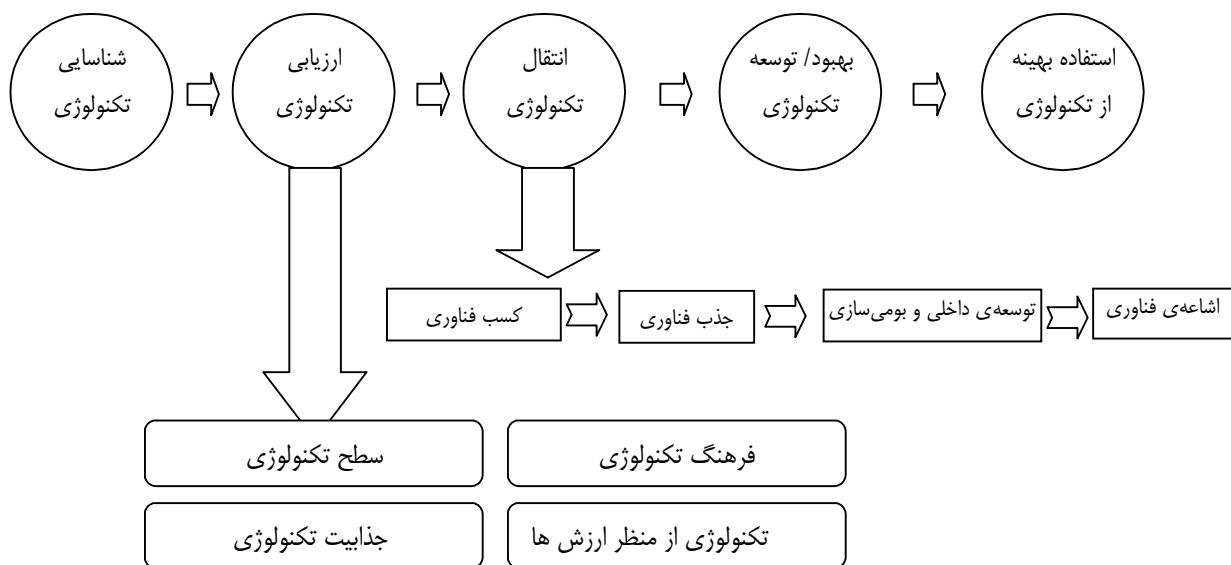 شناسایی
تکنولوژی
ارزیابی
تکنولوژی
انتقال
تکنولوژی
بهبود/ توسعه
تکنولوژی
استفاده بهینه
از تکنولوژی
کسب فناوری
جذب فناوری
توسعه‌ی داخلی و بومی‌سازی
اشاعه‌ی فناوری
سطح تکنولوژی
فرهنگ تکنولوژی
جذابیت تکنولوژی
تکنولوژی از منظر ارزش ها